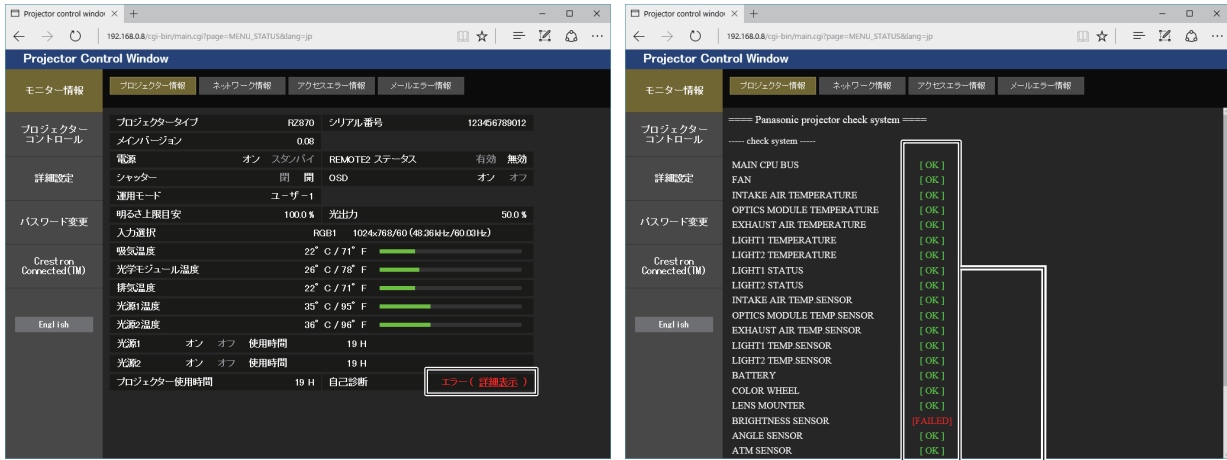 Projector control windov
192.168.0.8/cgi-bin/main.cgi?page=MENU_STATUS&lang=jp
Projector Control Window
モニター情報
プロジェクター
コントロール
詳細設定
パスワード変更
Crestron
Connected(TM)
English
プロジェクター情報 ネットワーク情報 アクセスエラー情報 メールエラー情報
プロジェクタータイプ RZ870 シリアル番号 123456789012
メインバージョン 0.08
電源 オン スタンバイ REMOTE2 ステータス 有効 無効
シャッター 閉 開 OSD オン オフ
運用モード ユーザー1
明るさ上限目安 100.0 % 光出力 50.0 %
入力選択 RGB1 1024x768/60 (48.36kHz/60.03Hz)
吸気温度 22° C / 71° F
光学モジュール温度 26° C / 78° F
排気温度 22° C / 71° F
光源1温度 35° C / 95° F
光源2温度 36° C / 96° F
光源1 オン オフ 使用時間 19 H
光源2 オン オフ 使用時間 19 H
プロジェクター使用時間 19 H 自己診断 エラー ( 詳細表示 )
Projector control windov
192.168.0.8/cgi-bin/main.cgi?page=MENU_STATUS&lang=jp
Projector Control Window
モニター情報
プロジェクター
コントロール
詳細設定
パスワード変更
Crestron
Connected(TM)
English
プロジェクター情報 ネットワーク情報 アクセスエラー情報 メールエラー情報
==== Panasonic projector check system ====
----- check system -----
MAIN CPU BUS [ OK ]
FAN [ OK ]
INTAKE AIR TEMPERATURE [ OK ]
OPTICS MODULE TEMPERATURE [ OK ]
EXHAUST AIR TEMPERATURE [ OK ]
LIGHT1 TEMPERATURE [ OK ]
LIGHT2 TEMPERATURE [ OK ]
LIGHT1 STATUS [ OK ]
LIGHT2 STATUS [ OK ]
INTAKE AIR TEMP.SENSOR [ OK ]
OPTICS MODULE TEMP.SENSOR [ OK ]
EXHAUST AIR TEMP.SENSOR [ OK ]
LIGHT1 TEMP.SENSOR [ OK ]
LIGHT2 TEMP.SENSOR [ OK ]
BATTERY [ OK ]
COLOR WHEEL [ OK ]
LENS MOUNTER [ OK ]
BRIGHTNESS SENSOR [FAILED]
ANGLE SENSOR [ OK ]
ATM SENSOR [ OK ]